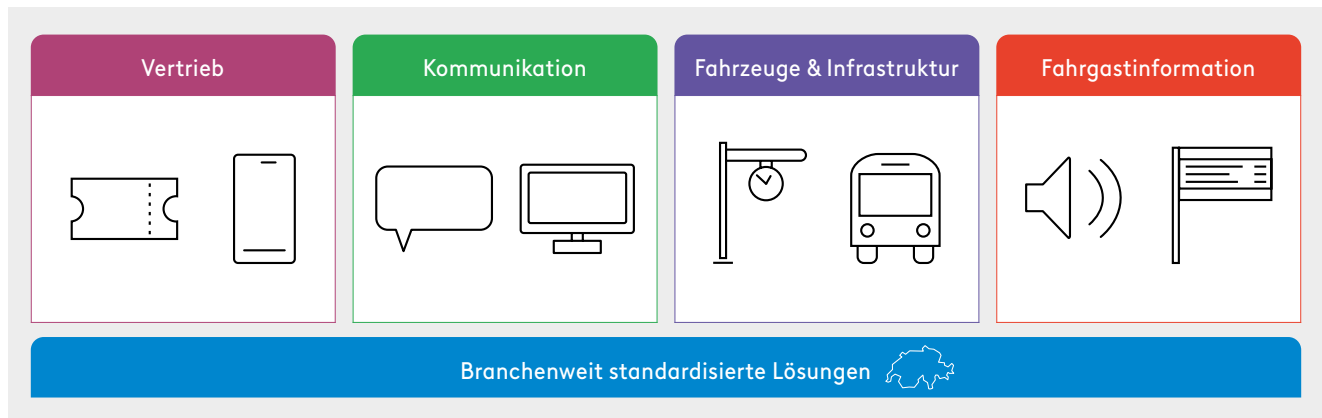 Vertrieb
Kommunikation
Fahrzeuge & Infrastruktur
Fahrgastinformation
Branchenweit standardisierte Lösungen